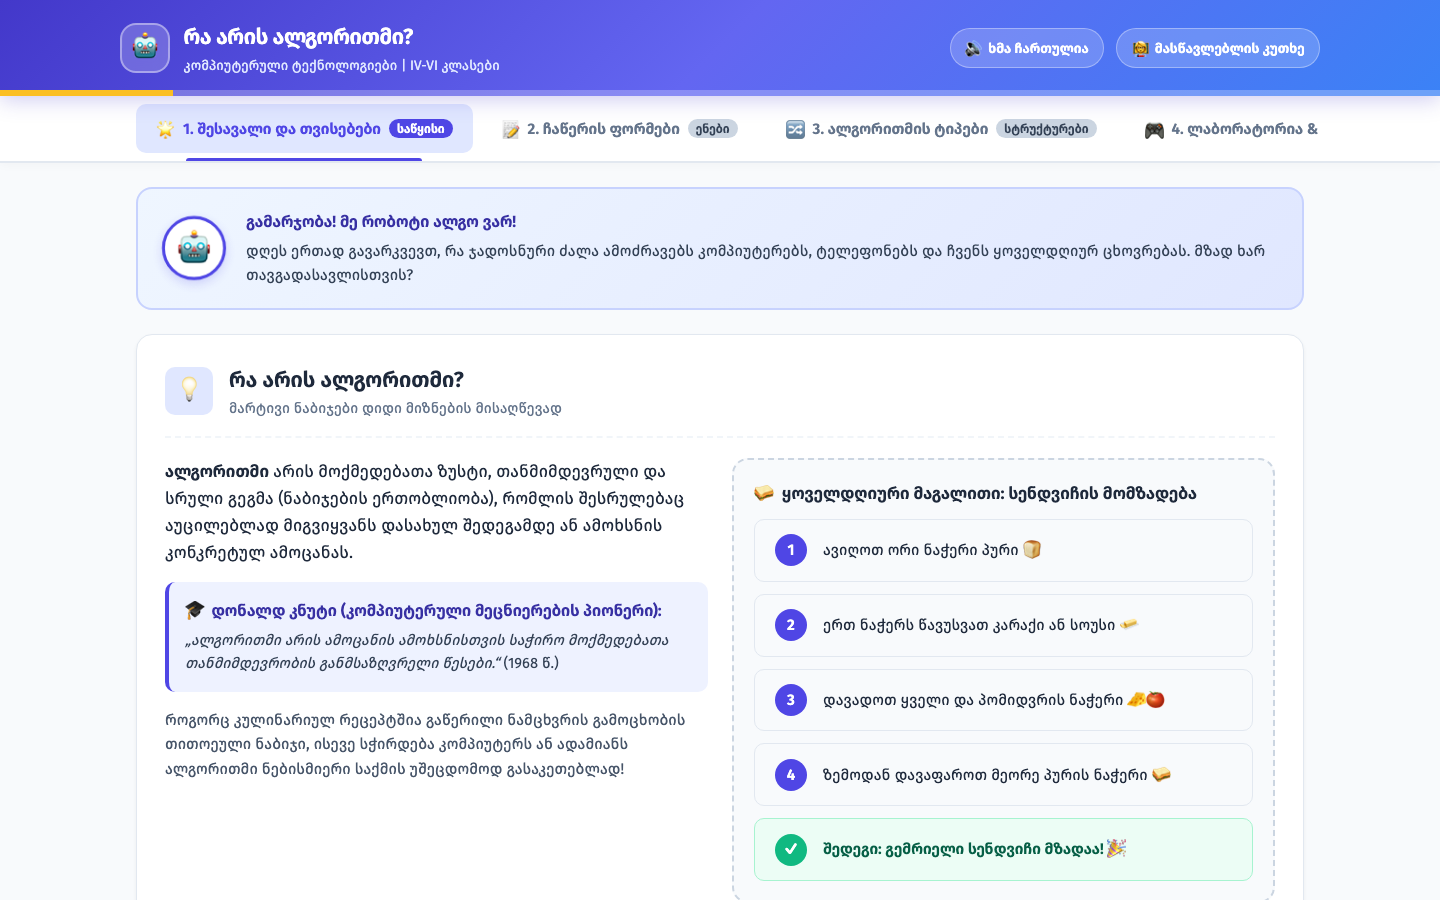 რა არის ალგორითმი?
კომპიუტერული ტექნოლოგიები | IV-VI კლასები
ხმა ჩართულია
მასწავლებლის კუთხე
1. შესავალი და თვისებები საწყისი
2. ჩაწერის ფორმები ენები
3. ალგორითმის ტიპები სტრუქტურები
4. ლაბორატორია &
გამარჯობა! მე რობოტი ალგო ვარ!
დღეს ერთად გავარკვევთ, რა ჯადოსნური ძალა ამოძრავებს კომპიუტერებს, ტელეფონებს და ჩვენს ყოველდღიურ ცხოვრებას. მზად ხარ
თავგადასავლისთვის?
რა არის ალგორითმი?
მარტივი ნაბიჯები დიდი მიზნების მისაღწევად
ალგორითმი არის მოქმედებათა ზუსტი, თანმიმდევრული და
სრული გეგმა (ნაბიჯების ერთობლიობა), რომლის შესრულებაც
აუცილებლად მიგვიყვანს დასახულ შედეგამდე ან ამოხსნის
კონკრეტულ ამოცანას.
დონალდ კნუტი (კომპიუტერული მეცნიერების პიონერი):
„ალგორითმი არის ამოცანის ამოხსნისთვის საჭირო მოქმედებათა
თანმიმდევრობის განმსაზღვრელი წესები.“ (1968 წ.)
როგორც კულინარიულ რეცეპტშია გაწერილი ნამცხვრის გამოცხობის
თითოეული ნაბიჯი, ისევე სჭირდება კომპიუტერს ან ადამიანს
ალგორითმი ნებისმიერი საქმის უშეცდომოდ გასაკეთებლად!
ყოველდღიური მაგალითი: სენდვიჩის მომზადება
1 ავიღოთ ორი ნაჭერი პური
2 ერთ ნაჭერს წავუსვათ კარაქი ან სოუსი
3 დავადოთ ყველი და პომიდვრის ნაჭერი
4 ზემოდან დავაფაროთ მეორე პურის ნაჭერი
შედეგი: გემრიელი სენდვიჩი მზადაა!